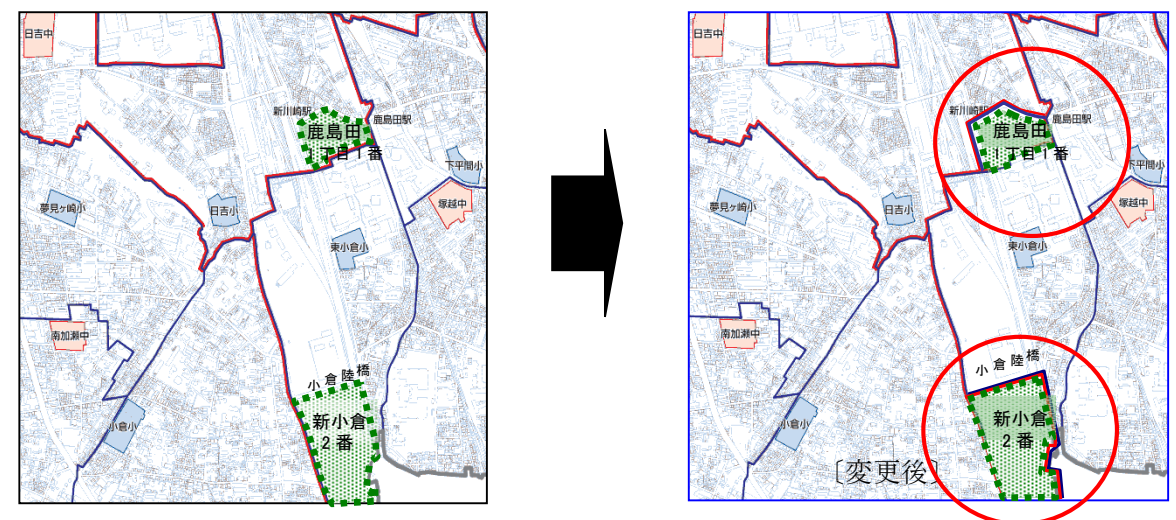 日吉中
新川崎駅
鹿島田駅
鹿島田
丁目1番
下平間小
塚越中
夢見ヶ崎小
日吉小
東小倉小
南加瀬中
小倉陸橋
小倉小
新小倉
2番
日吉中
新川崎駅
鹿島田駅
鹿島田
丁目1番
下平間小
塚越中
夢見ヶ崎小
日吉小
東小倉小
南加瀬中
小倉陸橋
小倉小
新小倉
2番
〔変更後〕